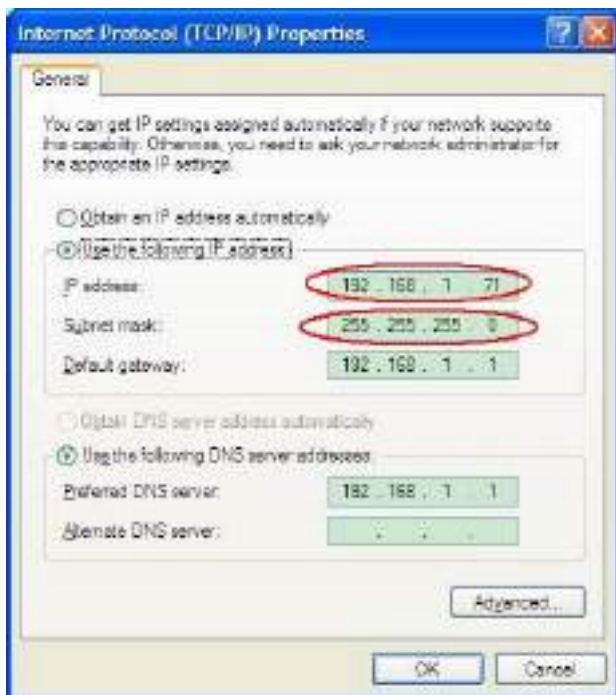 Internet Protocol (TCP/IP) Properties
General
You can get IP settings assigned automatically if your network supports
this capability. Otherwise, you need to ask your network administrator for
the appropriate IP settings.
Obtain an IP address automatically
Use the following IP address:
IP address: 192 . 168 . 1 . 71
Subnet mask: 255 . 255 . 255 . 0
Default gateway: 192 . 168 . 1 . 1
Obtain DNS server address automatically
Use the following DNS server addresses:
Preferred DNS server: 192 . 168 . 1 . 1
Alternate DNS server: . . .
Advanced...
OK Cancel